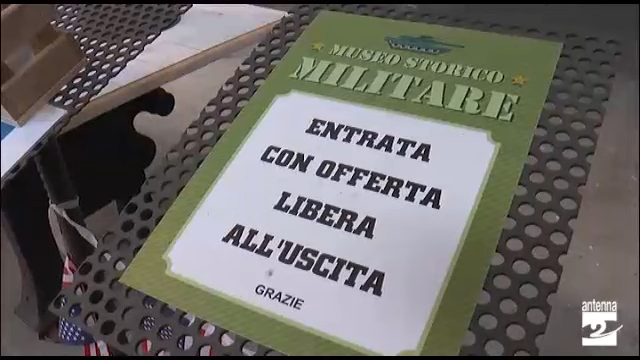 MUSEO STORICO
MILITARE
ENTRATA
CON OFFERTA
LIBERA
ALL'USCITA
GRAZIE
antenna
2